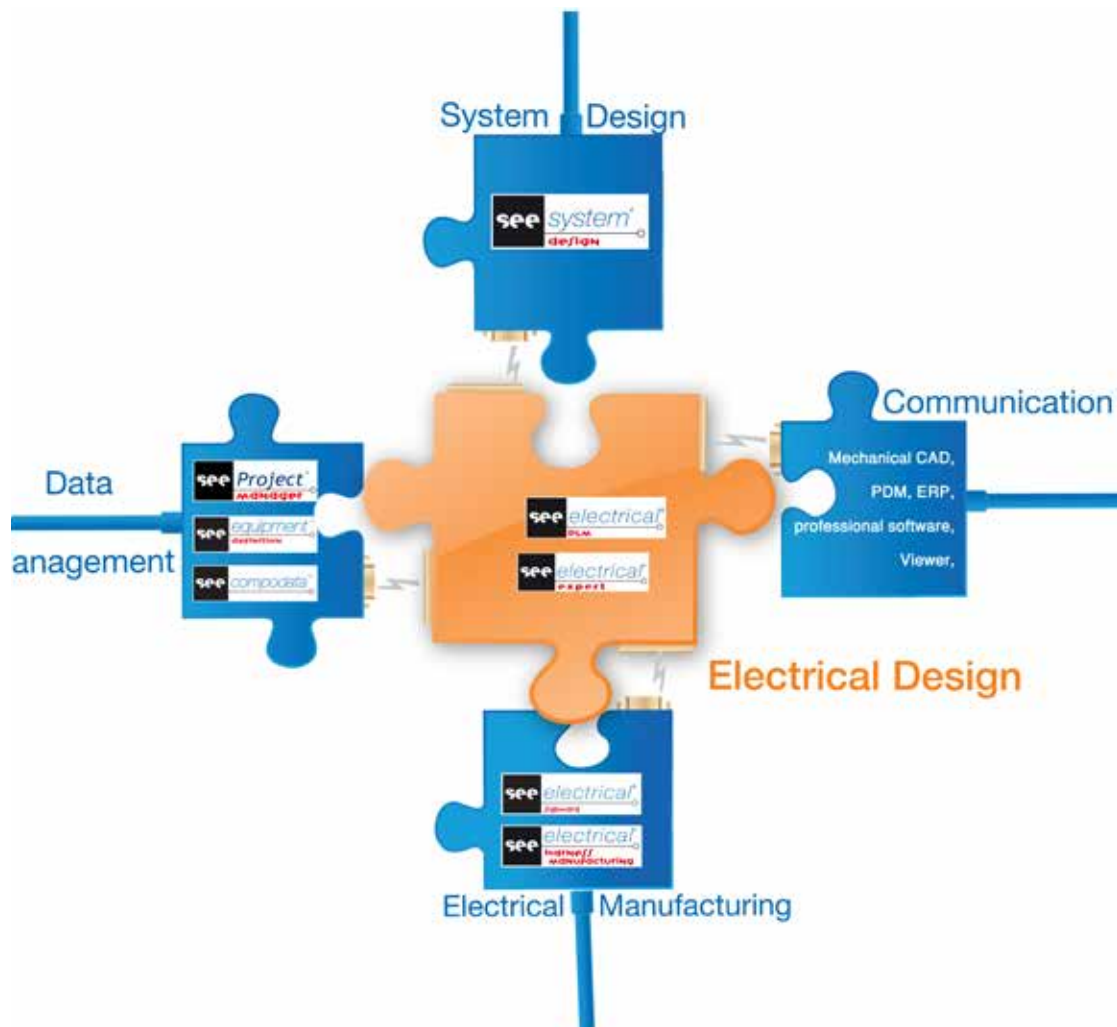 System Design
see system
design
Communication
Mechanical CAD,
PDM, ERP,
professional software,
Viewer,
Data
anagement
see Project
manager
see equipment
see compodata
see electrical
PLM
see electrical
expert
Electrical Design
see electrical
see electrical
harness
manufacturing
Electrical Manufacturing